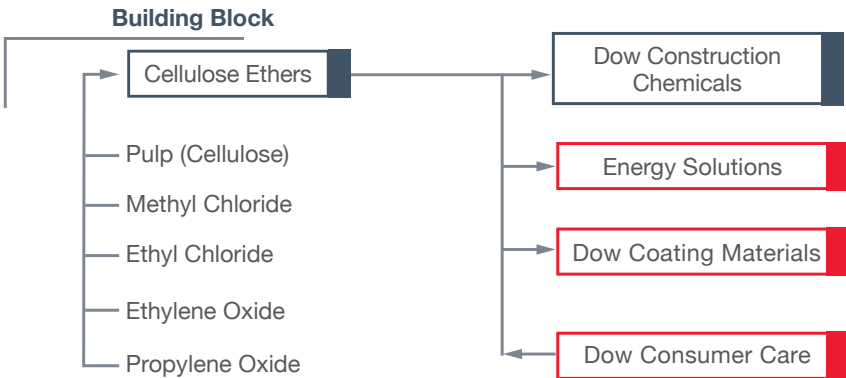 Building Block
Cellulose Ethers
Pulp (Cellulose)
Methyl Chloride
Ethyl Chloride
Ethylene Oxide
Propylene Oxide
Dow Construction
Chemicals
Energy Solutions
Dow Coating Materials
Dow Consumer Care